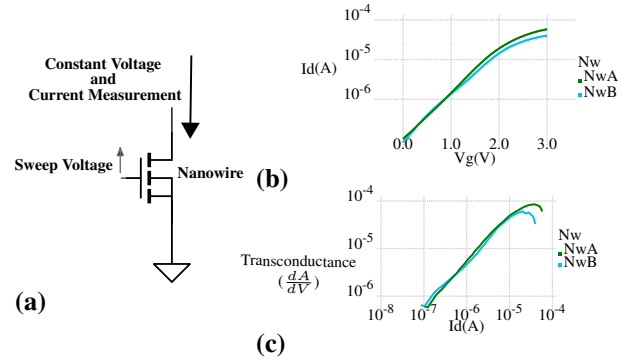 Constant Voltage
and
Current Measurement
Sweep Voltage
Nanowire
(a)
10⁻⁴
10⁻⁵
10⁻⁶
Id(A)
0.0 1.0 2.0 3.0
Vg(V)
Nw
NwA
NwB
(b)
10⁻⁴
10⁻⁵
10⁻⁶
Transconductance
(dA/dV)
10⁻⁸ 10⁻⁷ 10⁻⁶ 10⁻⁵ 10⁻⁴
Id(A)
Nw
NwA
NwB
(c)